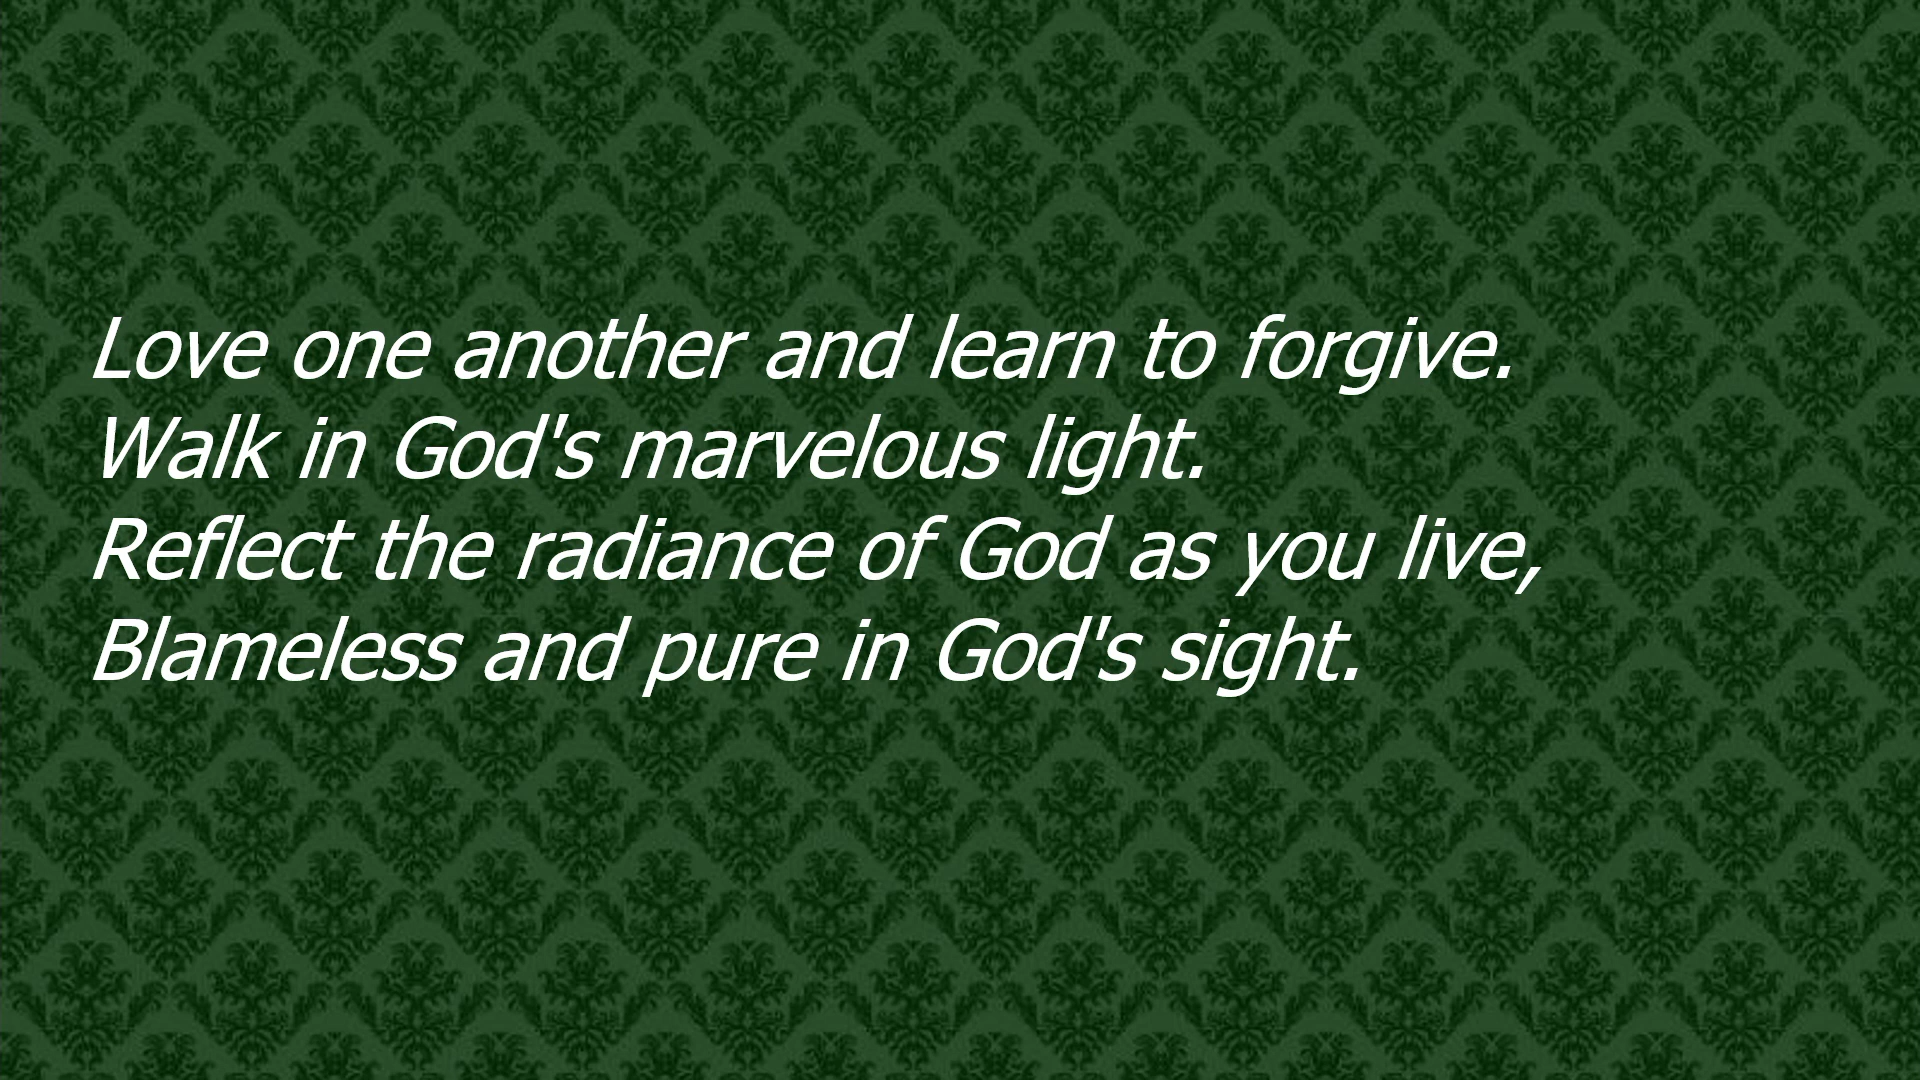 Love one another and learn to forgive.
Walk in God's marvelous light.
Reflect the radiance of God as you live,
Blameless and pure in God's sight.